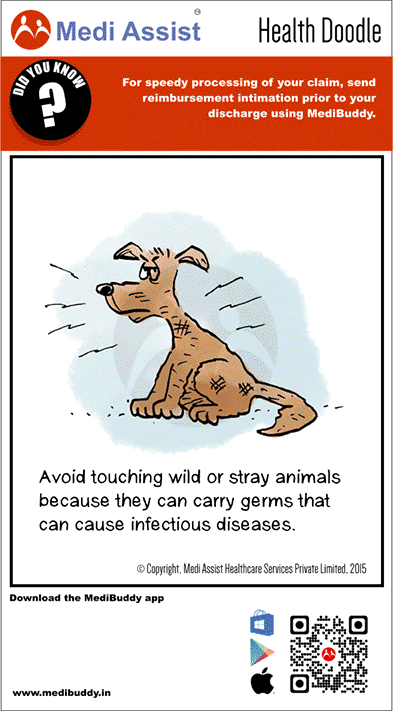 Medi Assist
Health Doodle
DID YOU KNOW
?
For speedy processing of your claim, send
reimbursement intimation prior to your
discharge using MediBuddy.
Avoid touching wild or stray animals
because they can carry germs that
can cause infectious diseases.
© Copyright, Medi Assist Healthcare Services Private Limited, 2015
Download the MediBuddy app
www.medibuddy.in